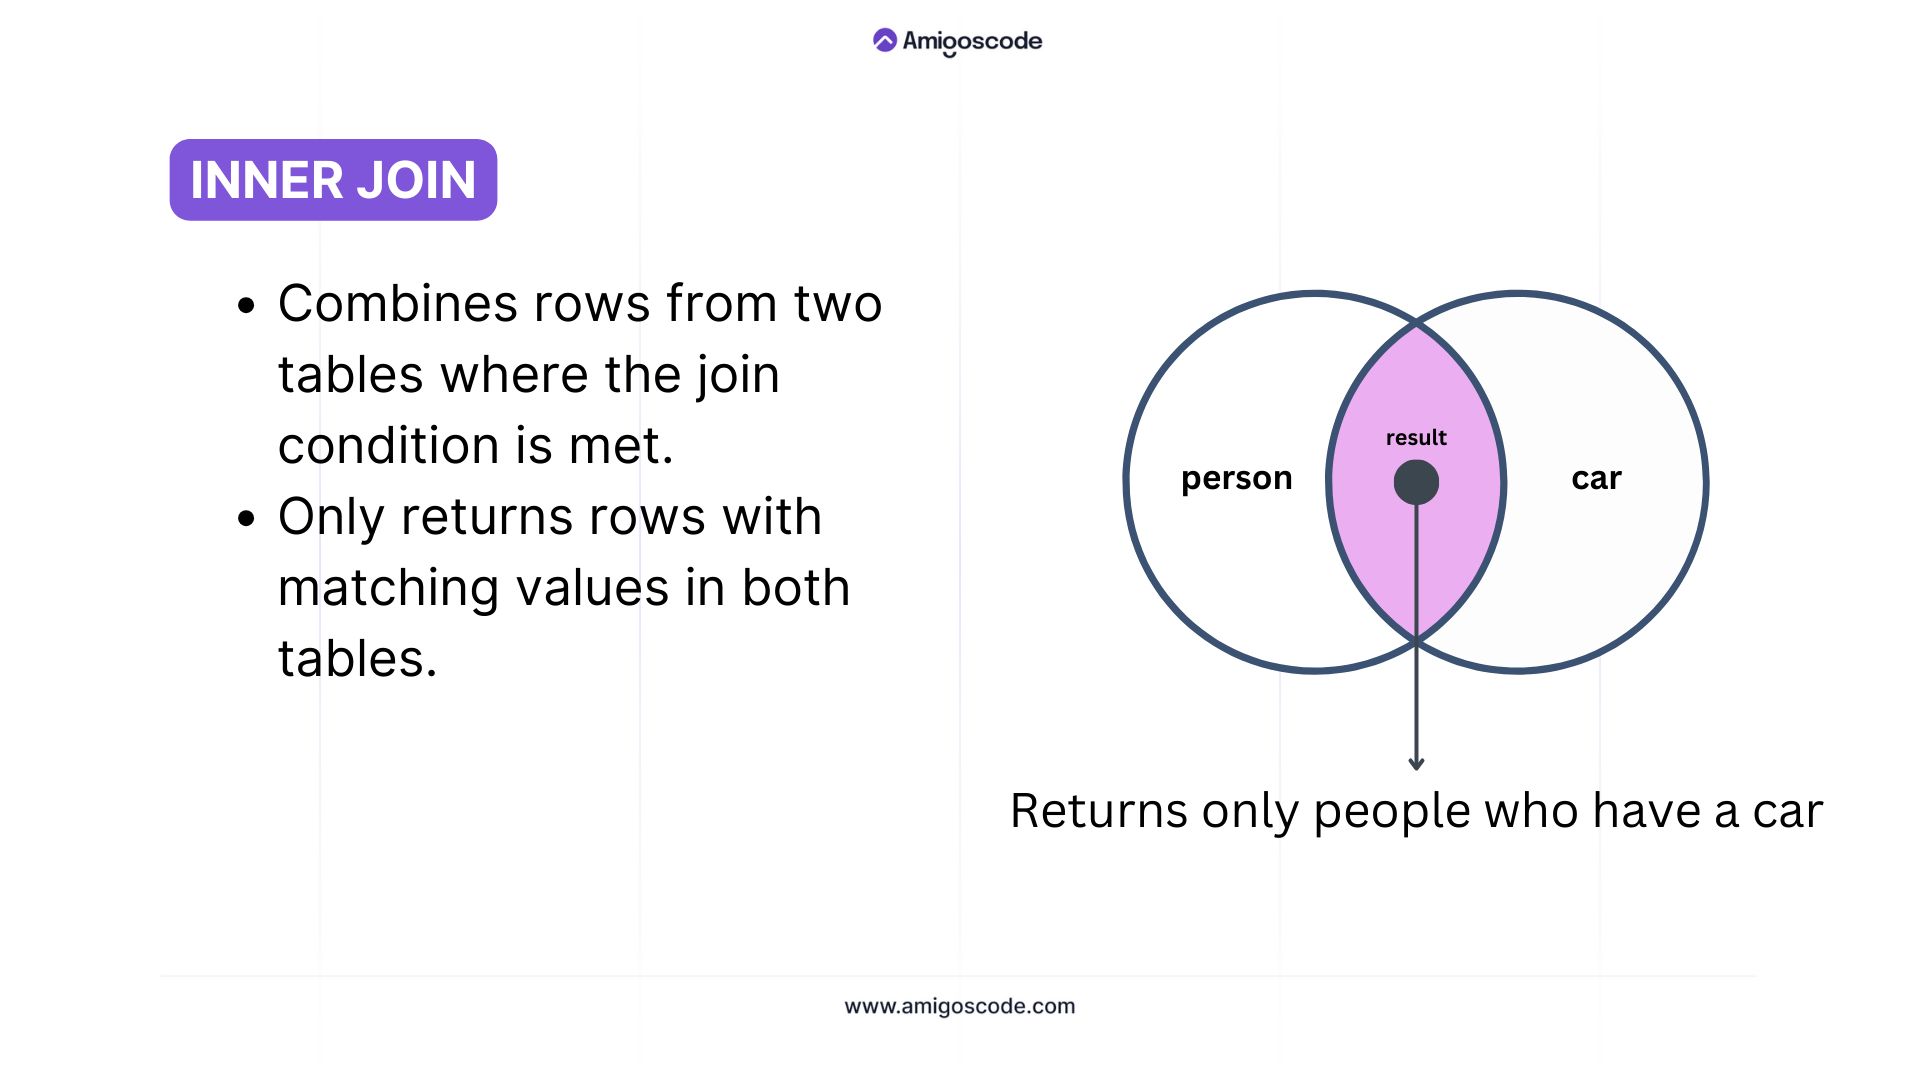 Amigoscode
INNER JOIN
• Combines rows from two
tables where the join
condition is met.
• Only returns rows with
matching values in both
tables.
result
person
car
Returns only people who have a car
www.amigoscode.com